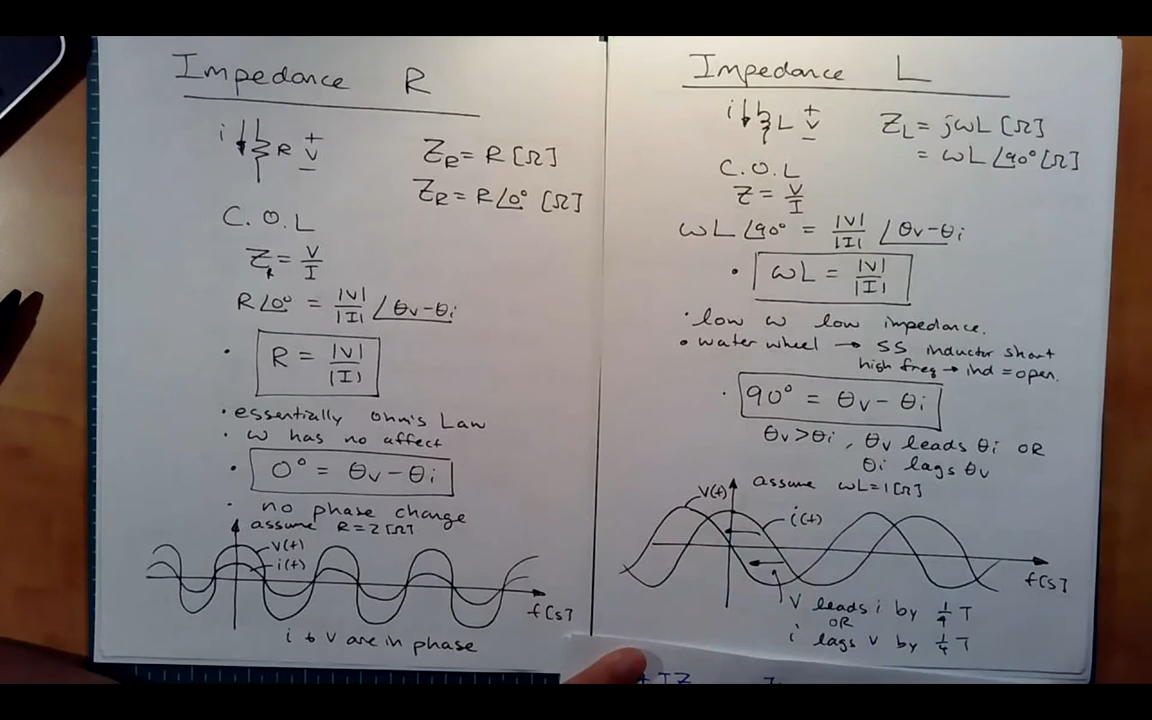 Impedance R
i R + v -
Z_R = R [Ω]
Z_R = R∠0° [Ω]
C.O.L
Z_R = V/I
R∠0° = |V|/|I| ∠θv-θi
• R = |V|/|I|
• essentially ohm's Law
• ω has no affect
• 0° = θv - θi
• no phase change
assume R=2[Ω]
v(t)
i(t)
f[s]
i & v are in phase
Impedance L
i L + v -
Z_L = jωL [Ω]
= ωL ∠90° [Ω]
C.O.L
Z = V/I
ωL ∠90° = |V|/|I| ∠θv-θi
• ωL = |V|/|I|
• low ω low impedance.
• water wheel → SS inductor short
high freq → ind = open.
• 90° = θv - θi
θv > θi, θv leads θi OR
θi lags θv
assume ωL=1[Ω]
v(t)
i(t)
f[s]
V leads i by 1/4 T
OR
i lags v by 1/4 T